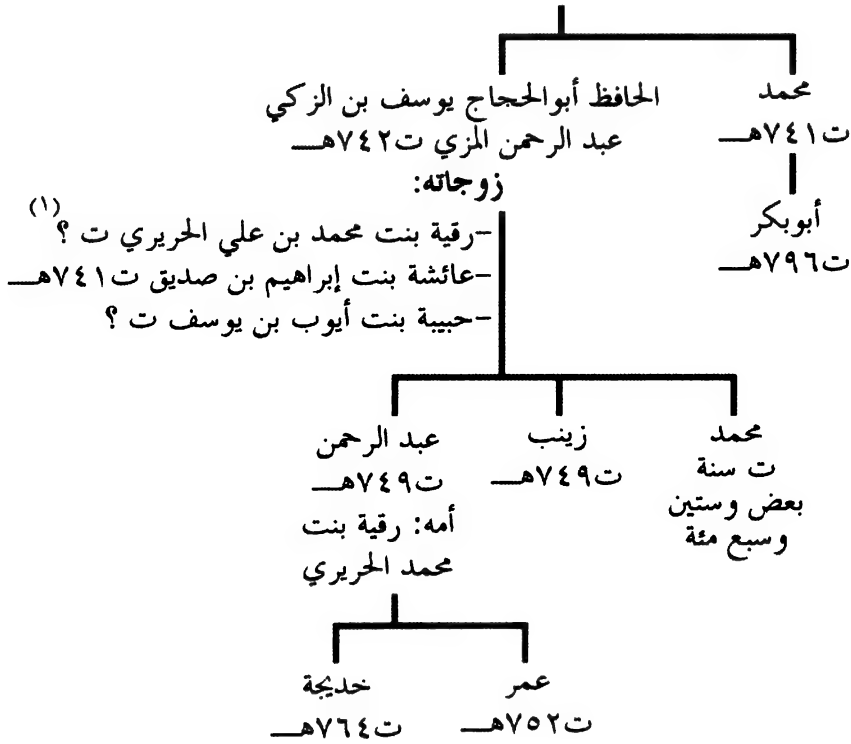 محمد
ت٧٤١هـ
أبوبكر
ت٧٩٦هـ
الحافظ أبوالحجاج يوسف بن الزكي
عبد الرحمن المزي ت٧٤٢هـ
زوجاته:
-رقية بنت محمد بن علي الحريري ت ؟(١)
-عائشة بنت إبراهيم بن صديق ت٧٤١هـ
-حبيبة بنت أيوب بن يوسف ت ؟
محمد
ت سنة
بعض وستين
وسبع مئة
زينب
ت٧٤٩هـ
عبد الرحمن
ت٧٤٩هـ
أمه: رقية بنت
محمد الحريري
عمر
ت٧٥٢هـ
خديجة
ت٧٦٤هـ